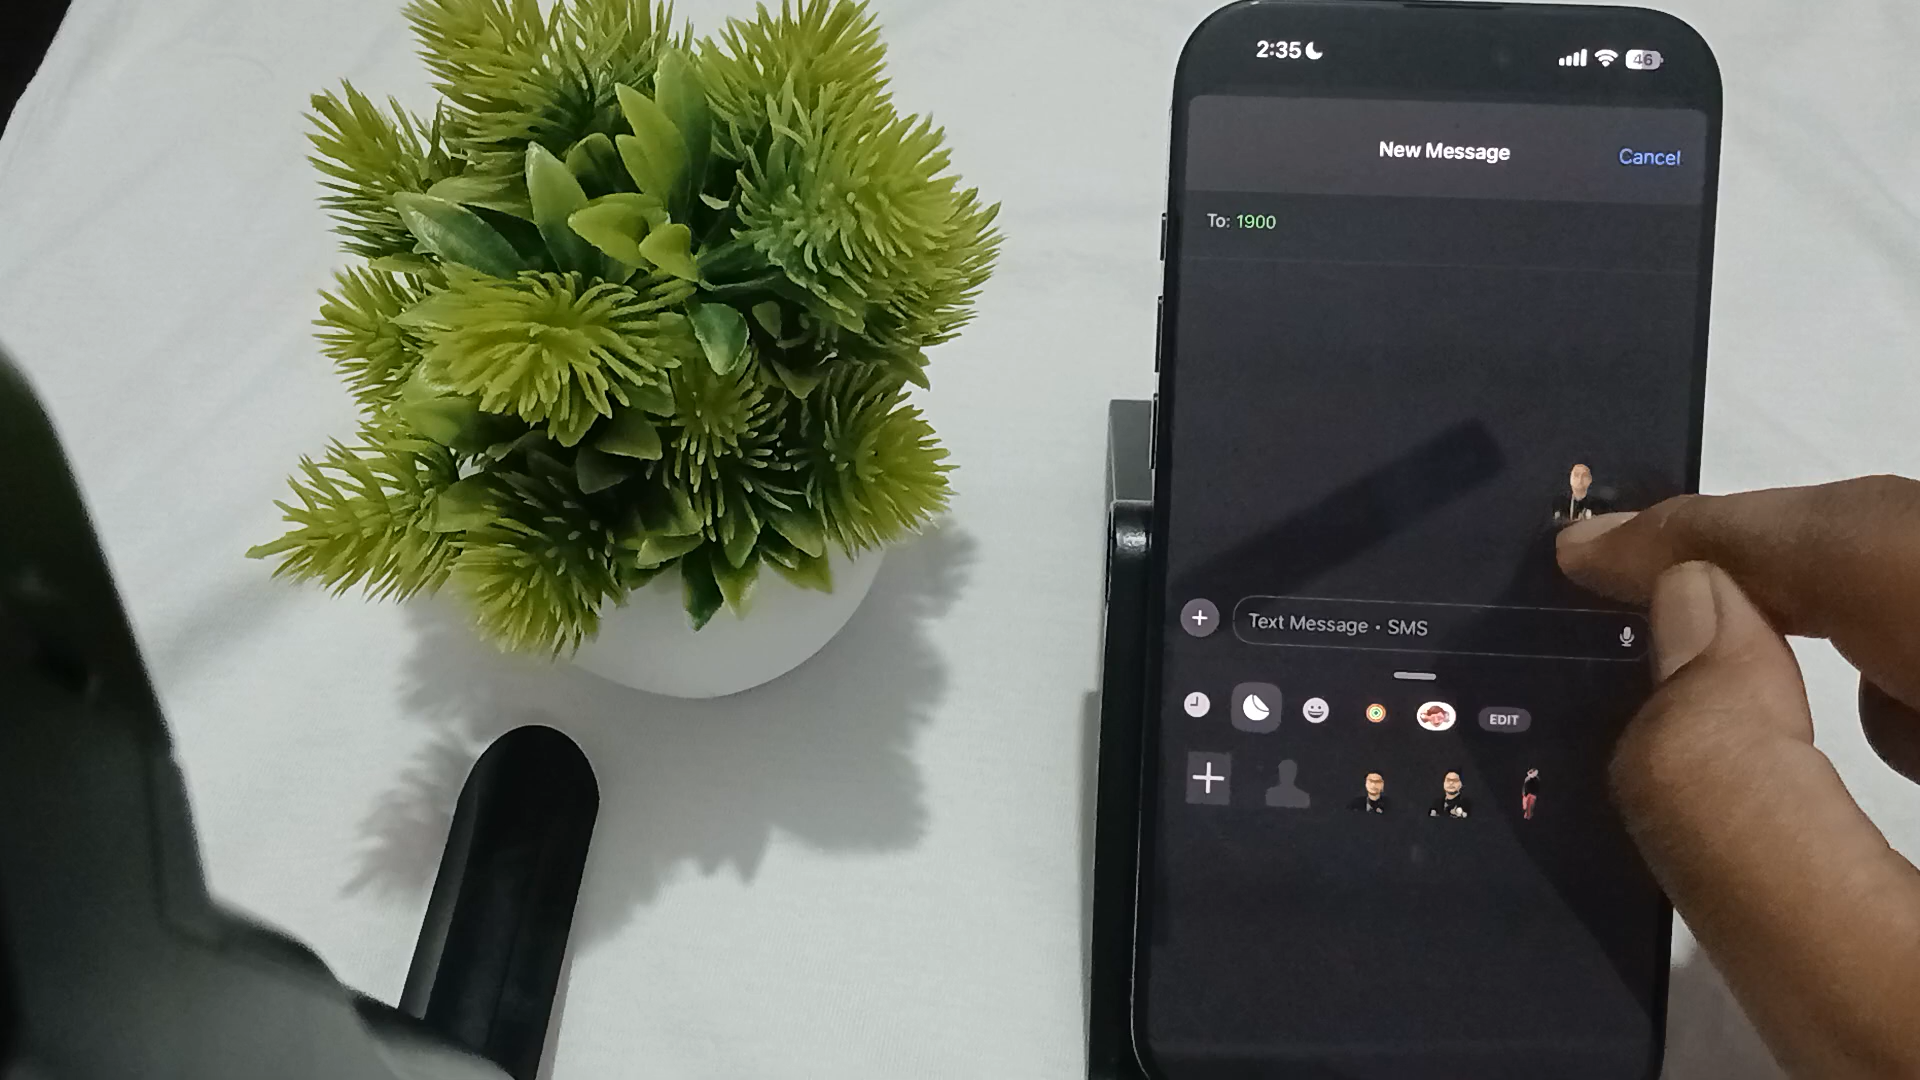 2:35
46
New Message
Cancel
To: 1900
Text Message • SMS
EDIT